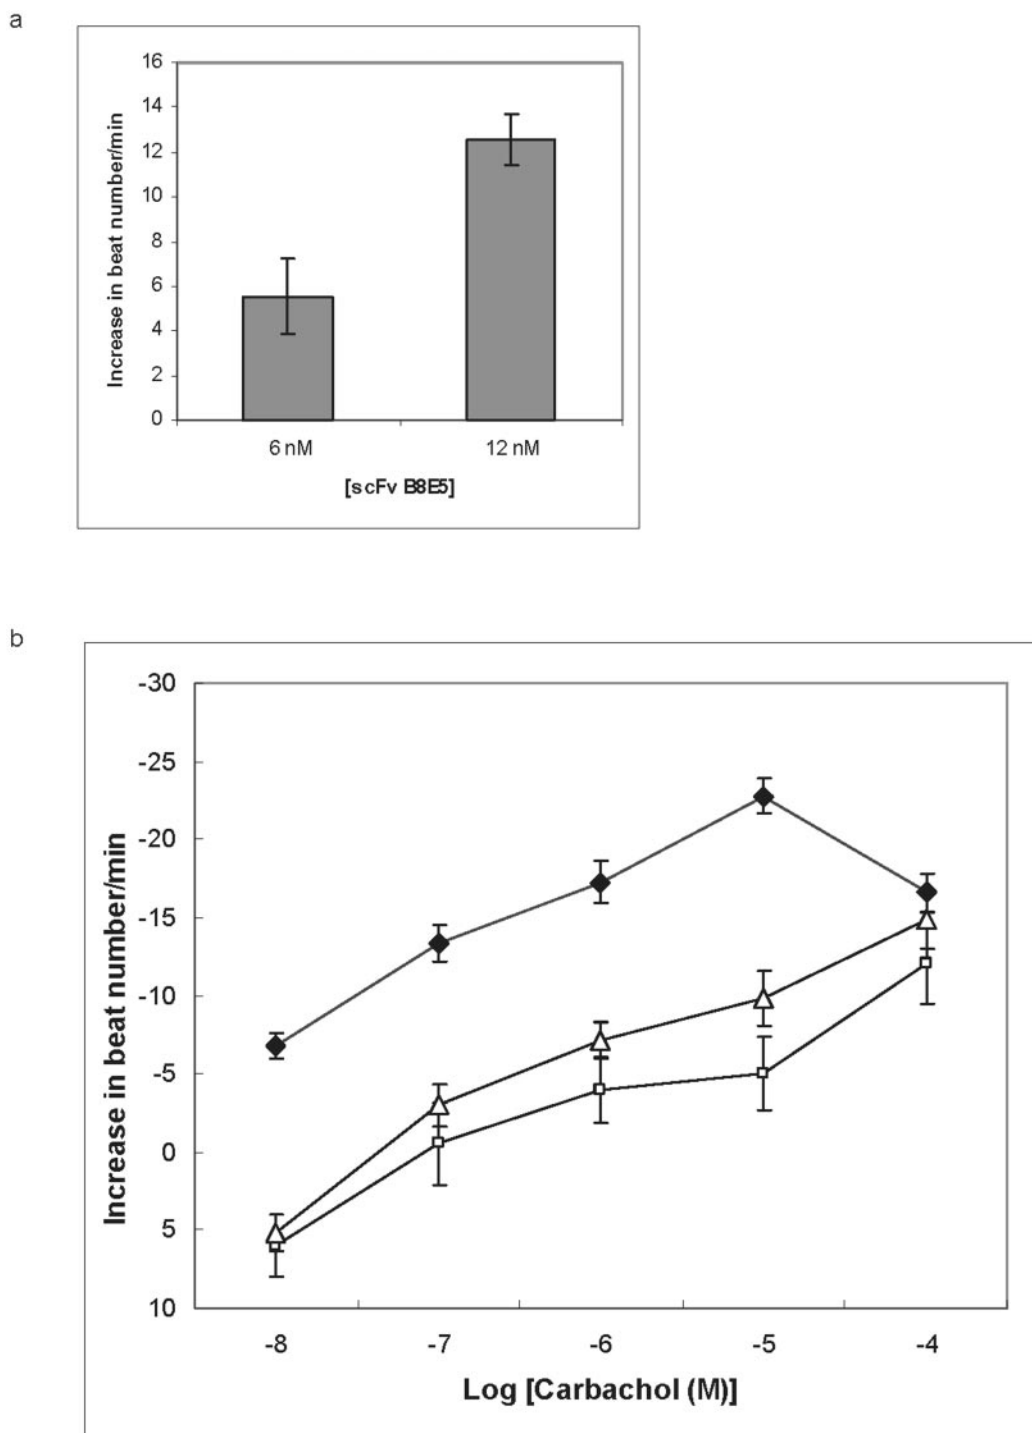 a
Increase in beat number/min
16
14
12
10
8
6
4
2
0
6 nM
12 nM
[scFv B8E5]
b
Increase in beat number/min
-30
-25
-20
-15
-10
-5
0
5
10
-8
-7
-6
-5
-4
Log [Carbachol (M)]